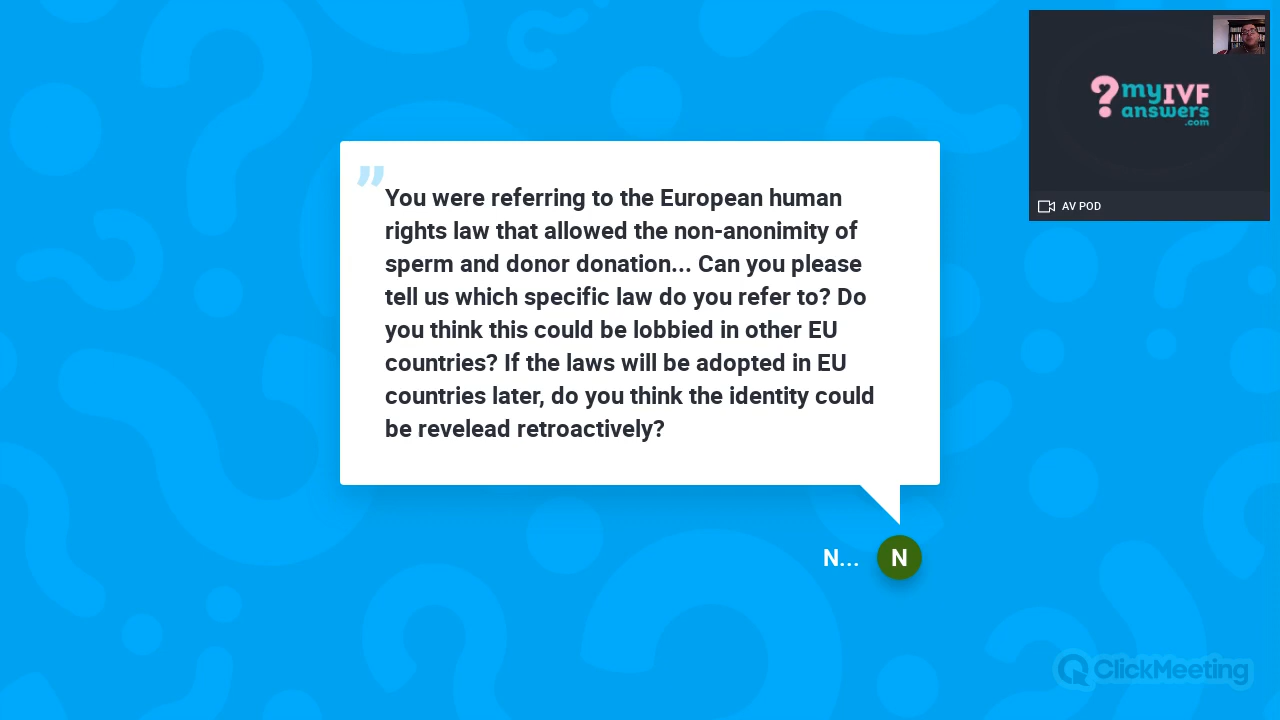 ”
You were referring to the European human
rights law that allowed the non-anonimity of
sperm and donor donation... Can you please
tell us which specific law do you refer to? Do
you think this could be lobbied in other EU
countries? If the laws will be adopted in EU
countries later, do you think the identity could
be revelead retroactively?
N...
N
?myIVF
answers
.com
AV POD
ClickMeeting